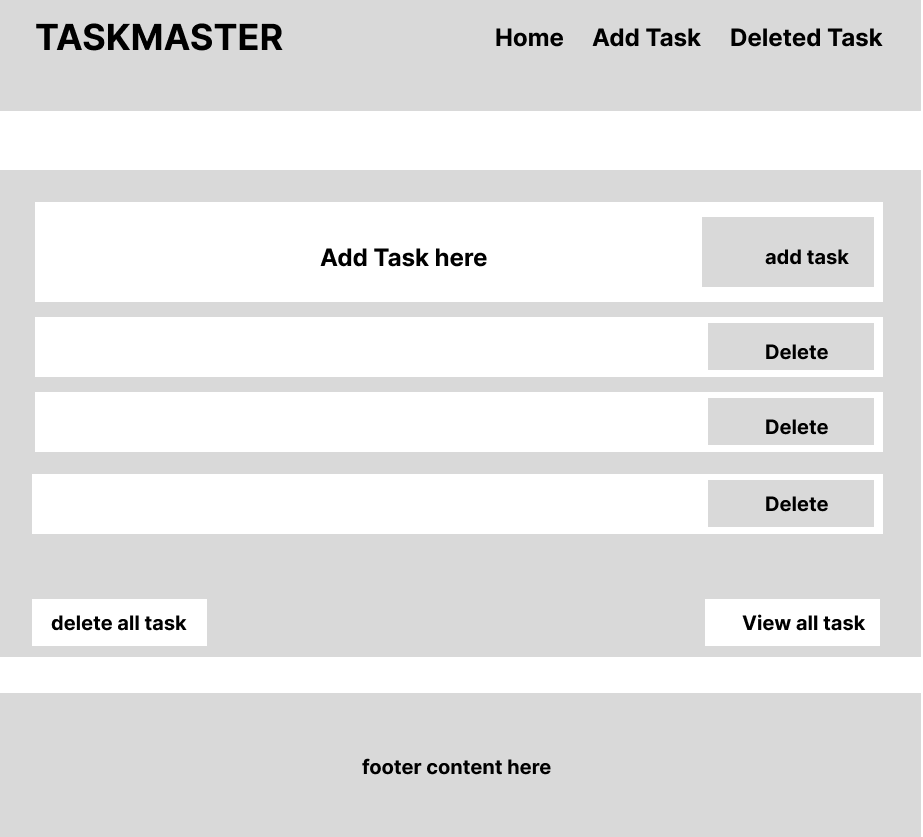 TASKMASTER
Home Add Task Deleted Task
Add Task here
add task
Delete
Delete
Delete
delete all task
View all task
footer content here